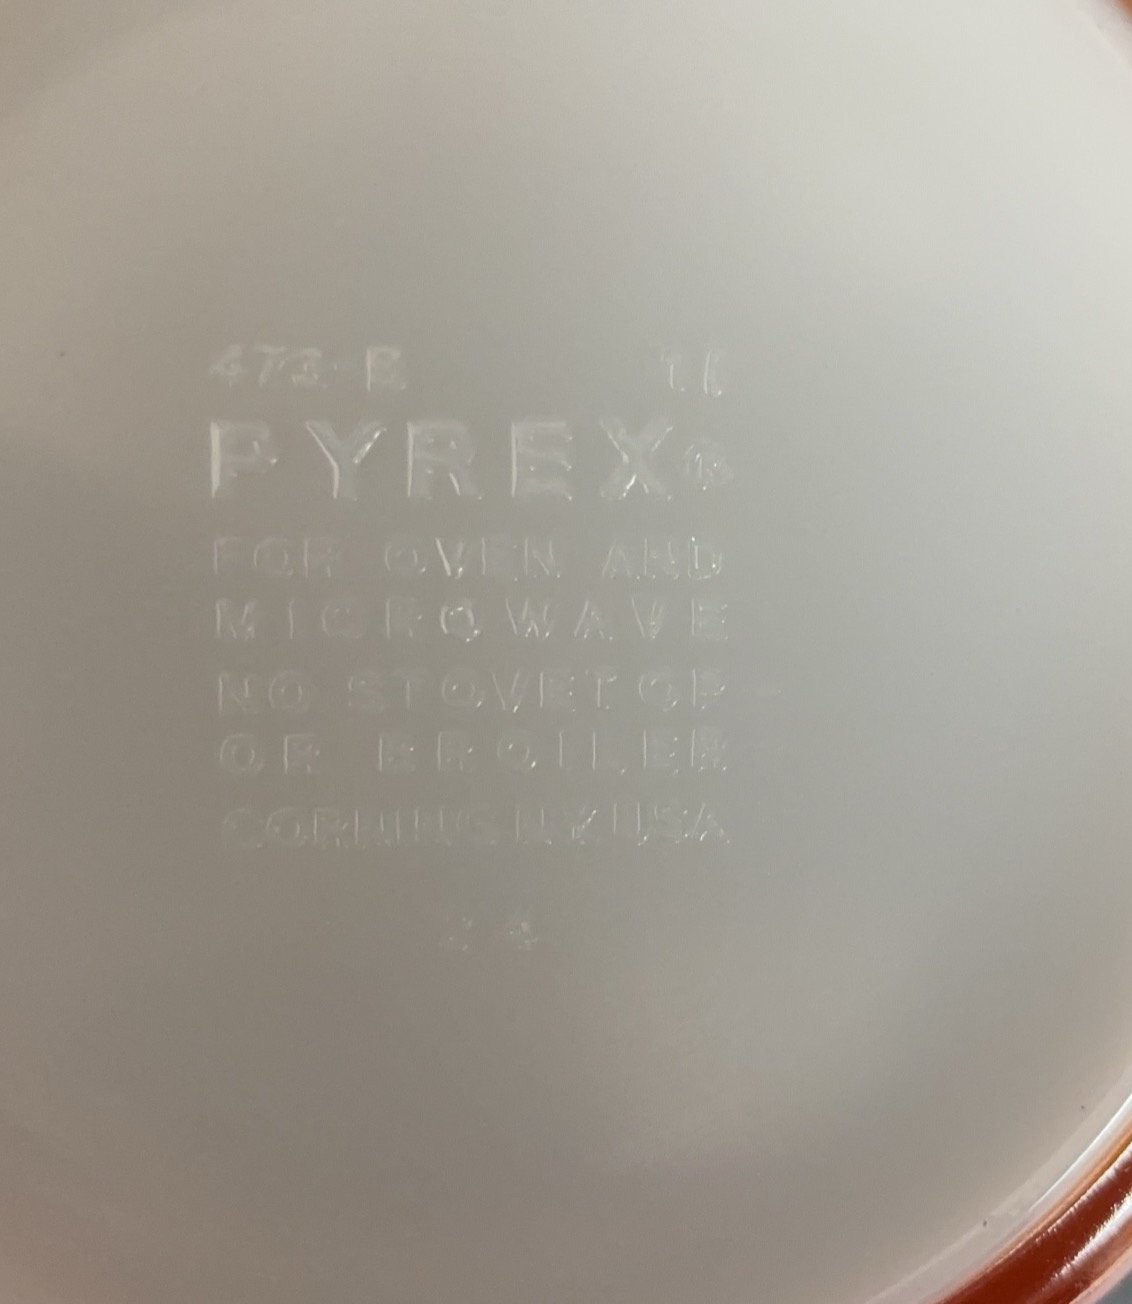 473-B
PYREX®
FOR OVEN AND
MICROWAVE
NO STOVETOP
OR BROILER
CORNING NY USA